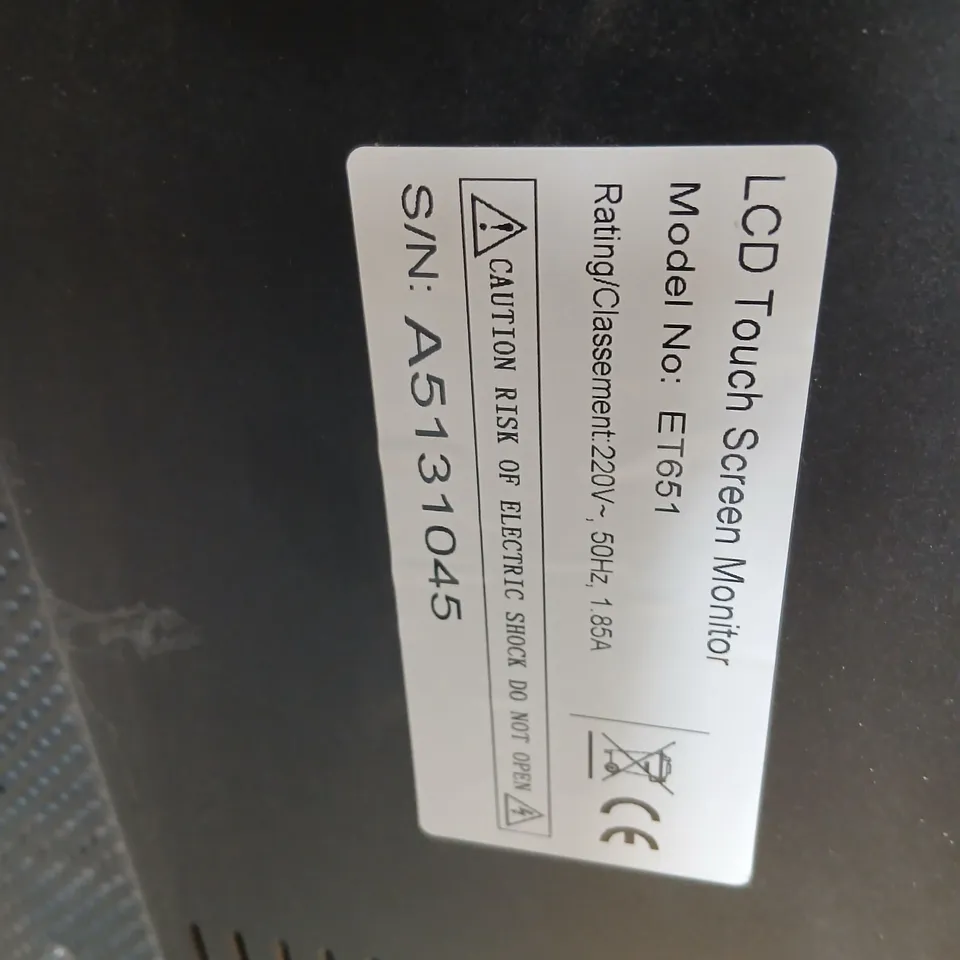 LCD Touch Screen Monitor
Model No: ET651
Rating/Classement:220V~, 50Hz, 1.85A
CE
CAUTION RISK OF ELECTRIC SHOCK DO NOT OPEN
S/N: A5131045